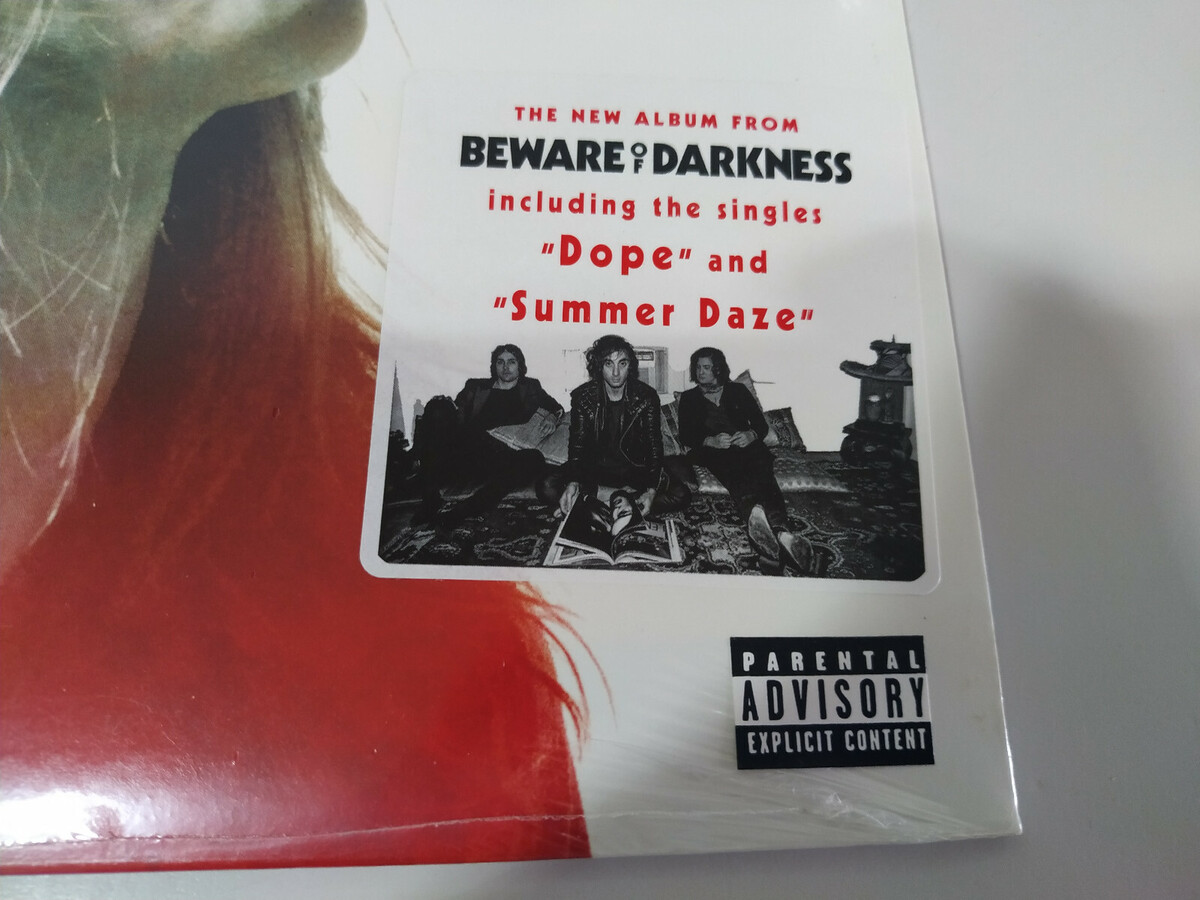 THE NEW ALBUM FROM
BEWARE OF DARKNESS
including the singles
"Dope" and
"Summer Daze"
PARENTAL
ADVISORY
EXPLICIT CONTENT